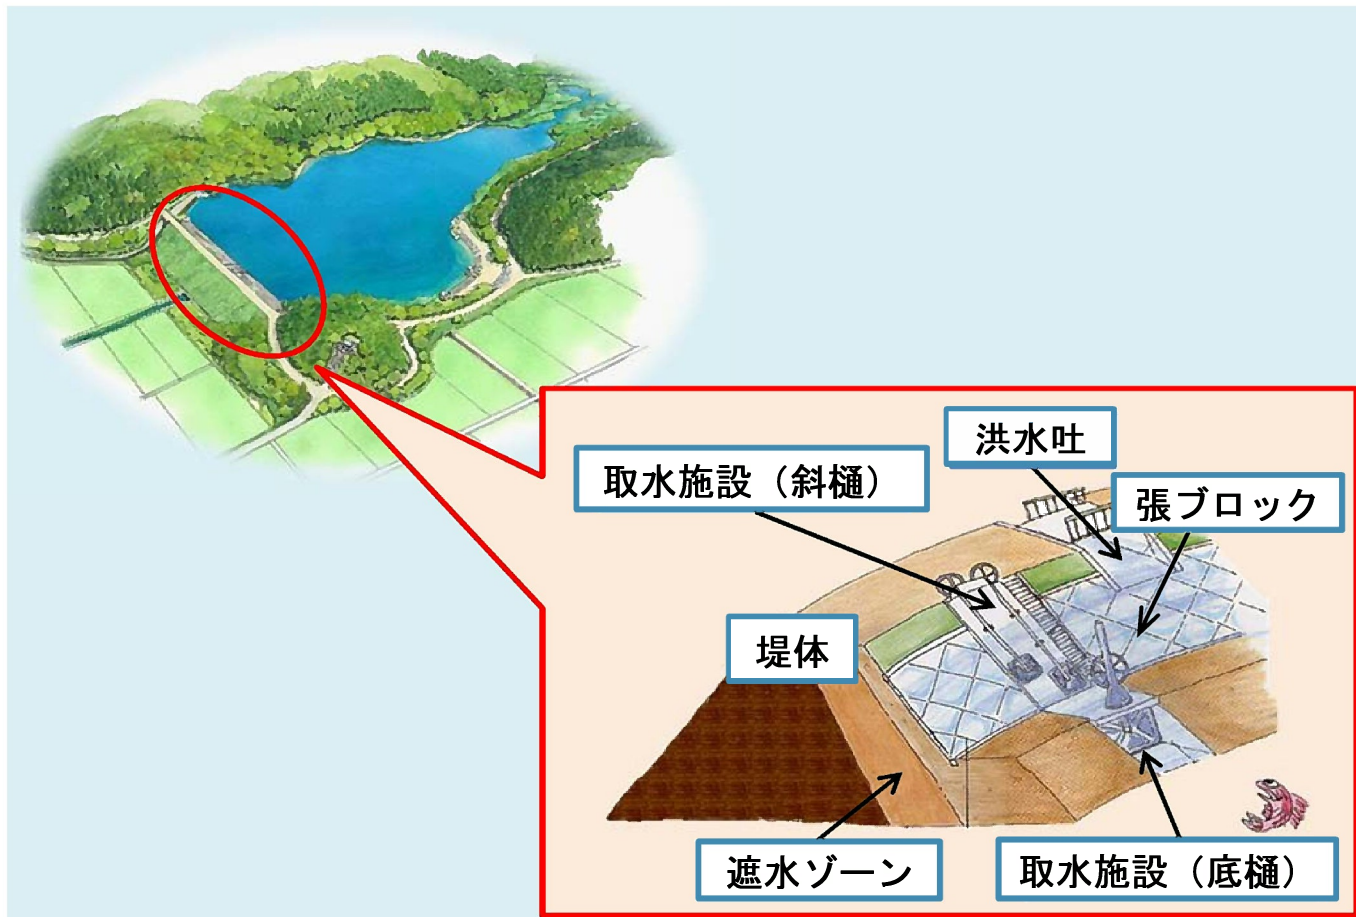 洪水吐
取水施設（斜樋）
張ブロック
堤体
遮水ゾーン
取水施設（底樋）